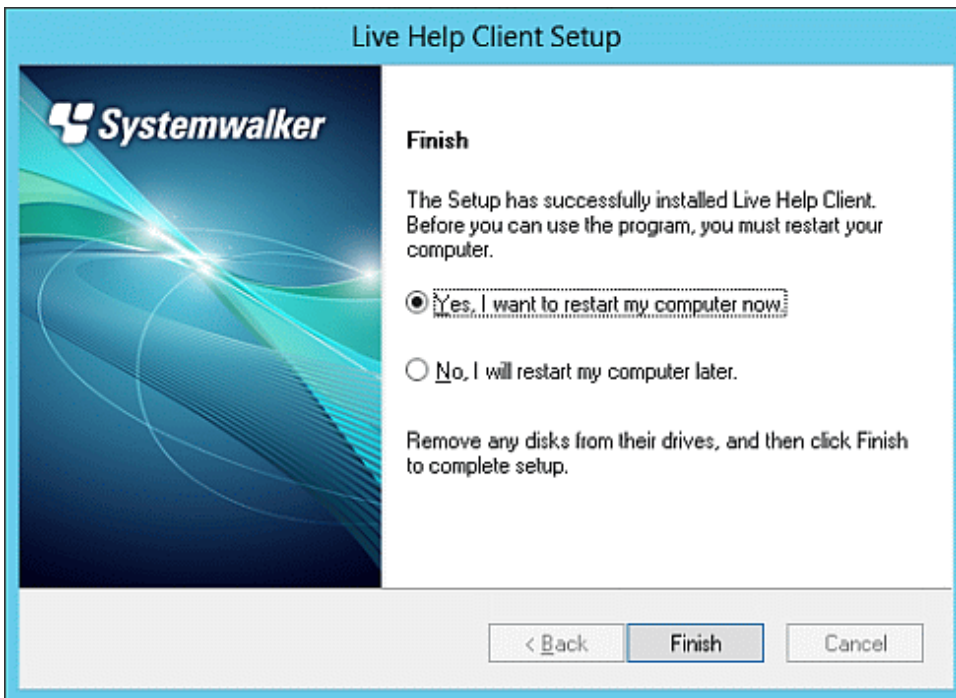 Live Help Client Setup
Systemwalker
Finish
The Setup has successfully installed Live Help Client.
Before you can use the program, you must restart your
computer.
Yes, I want to restart my computer now.
No, I will restart my computer later.
Remove any disks from their drives, and then click Finish
to complete setup.
< Back
Finish
Cancel